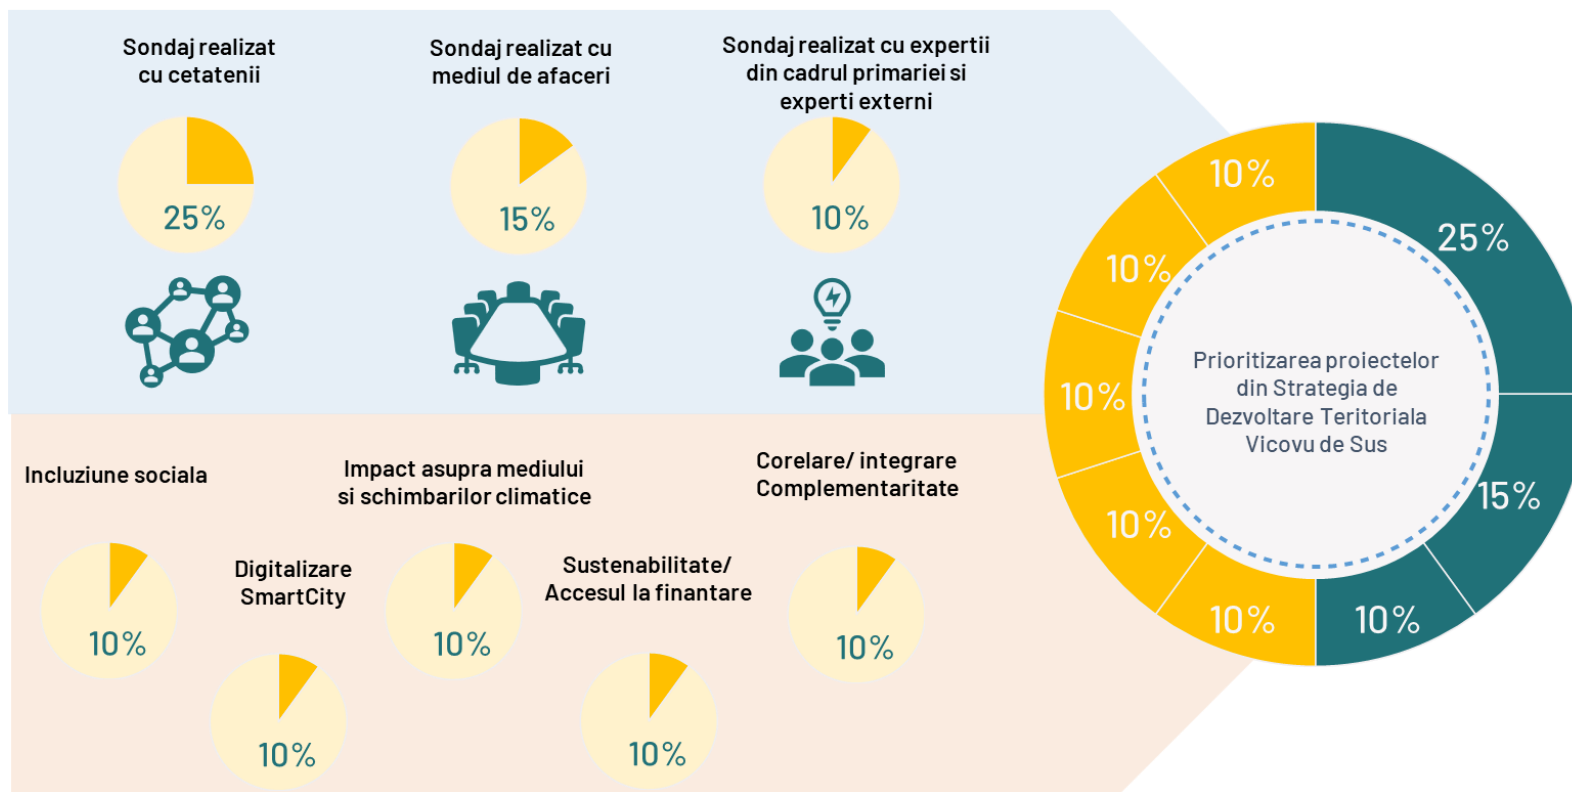 Sondaj realizat
cu cetatenii
25%
Sondaj realizat cu
mediul de afaceri
15%
Sondaj realizat cu expertii
din cadrul primariei si
experti externi
10%
Incluziune sociala
10%
Digitalizare
SmartCity
10%
Impact asupra mediului
si schimbarilor climatice
10%
Sustenabilitate/
Accesul la finantare
10%
Corelare/ integrare
Complementaritate
10%
10%
25%
10%
10%
15%
10%
10%
10%
Prioritizarea proiectelor
din Strategia de
Dezvoltare Teritoriala
Vicovu de Sus